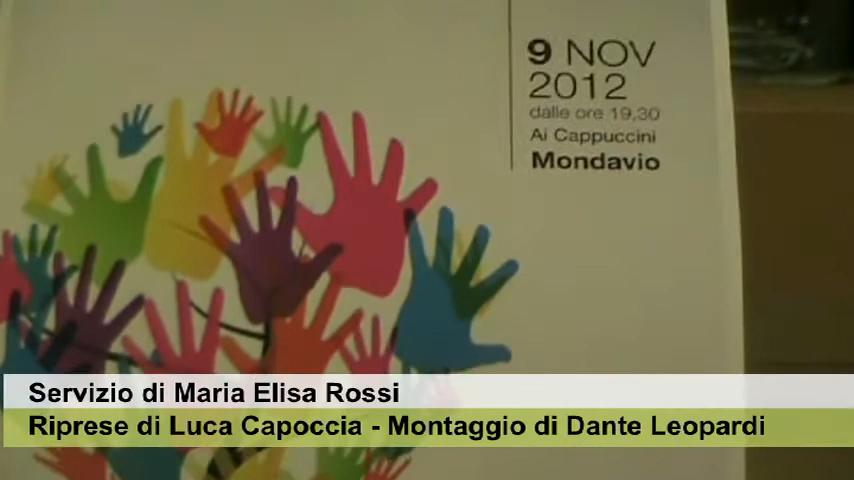 9 NOV
2012
dalle ore 19,30
Ai Cappuccini
Mondavio
Servizio di Maria Elisa Rossi
Riprese di Luca Capoccia - Montaggio di Dante Leopardi